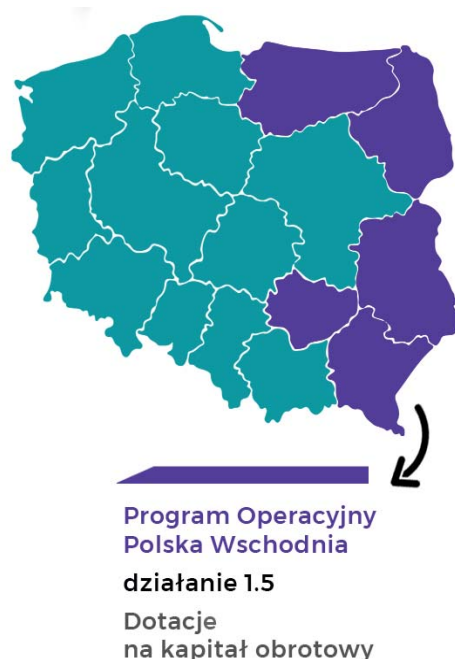 Program Operacyjny
Polska Wschodnia
działanie 1.5
Dotacje
na kapitał obrotowy